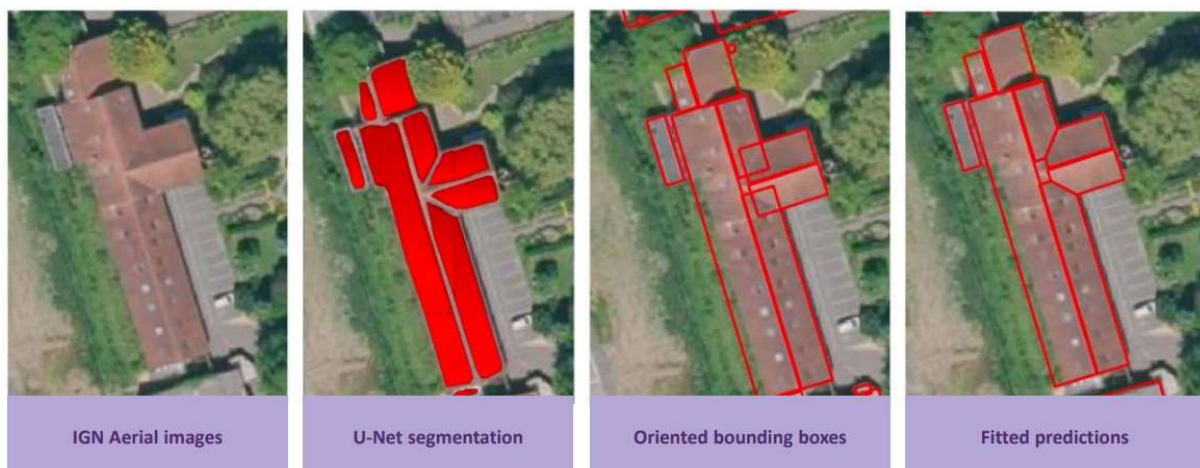 IGN Aerial images
U-Net segmentation
Oriented bounding boxes
Fitted predictions